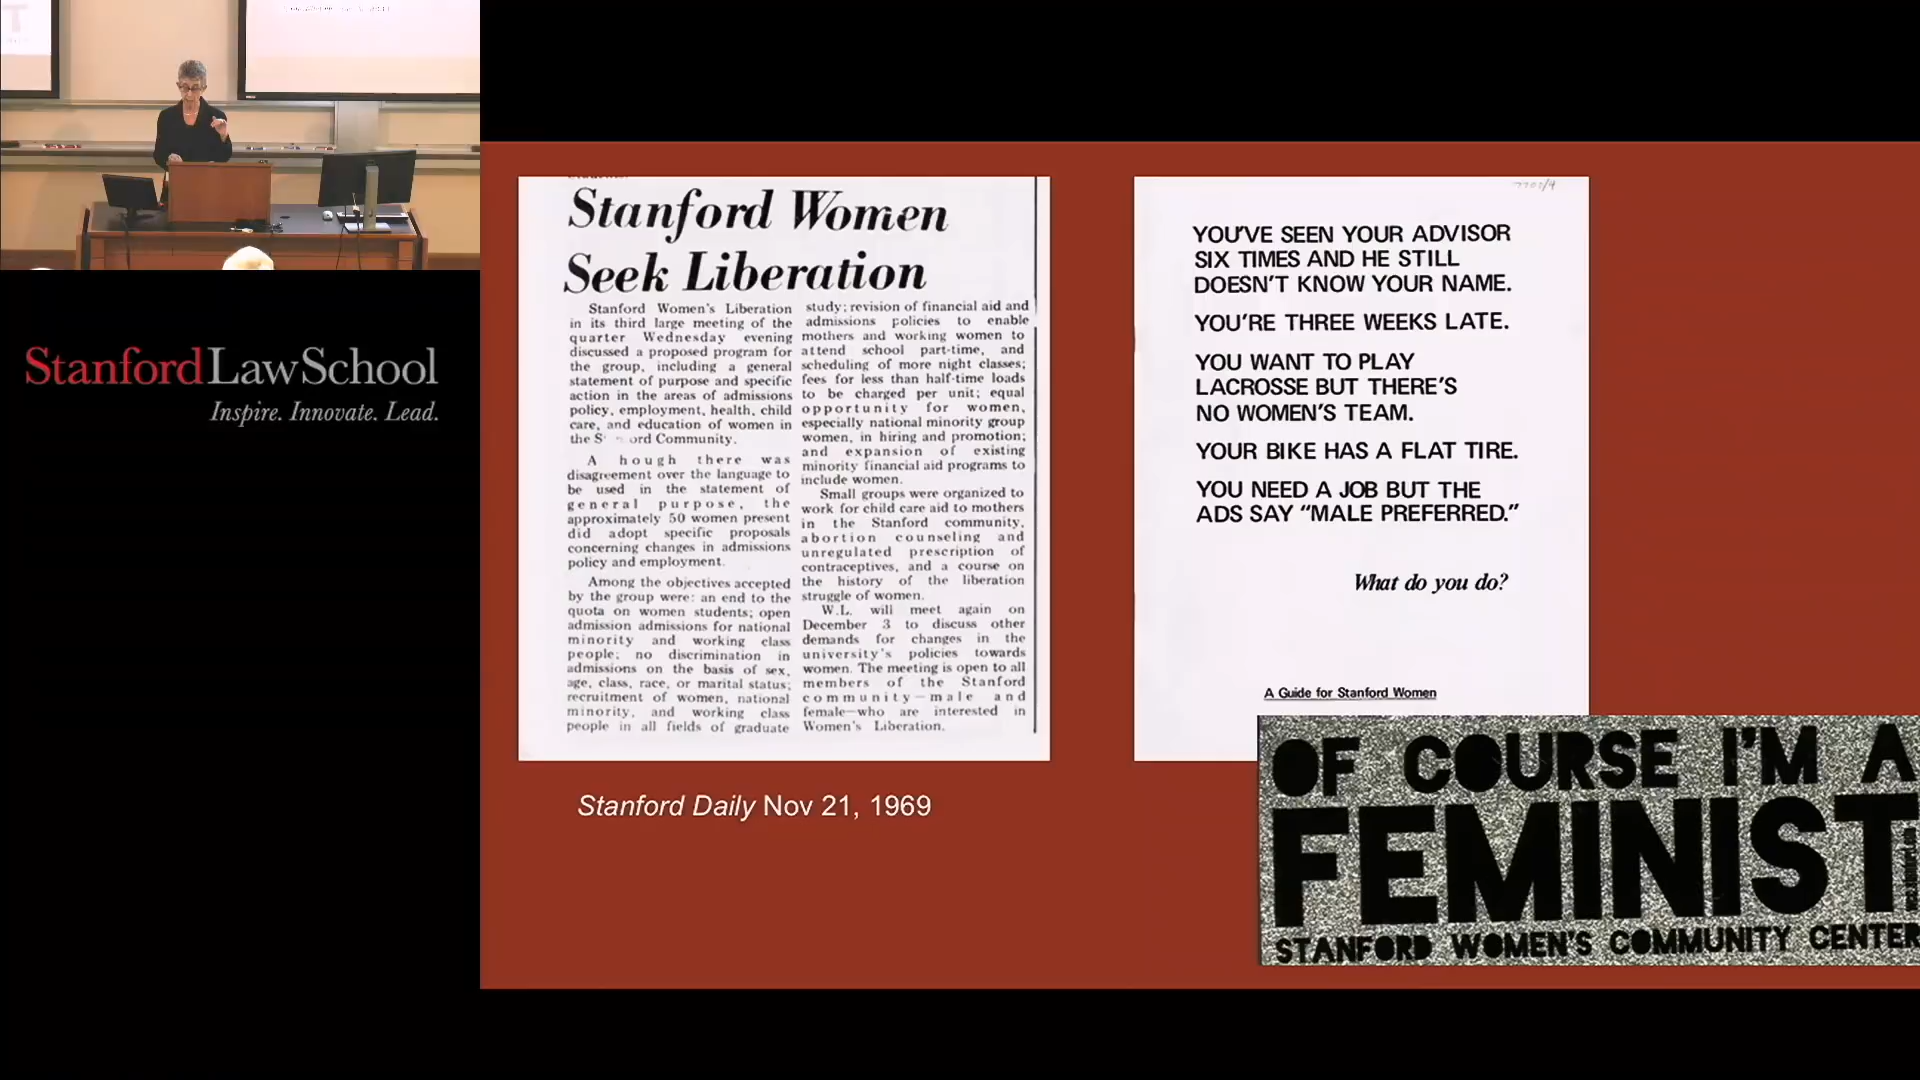 StanfordLawSchool
Inspire. Innovate. Lead.
Stanford Women
Seek Liberation
Stanford Women's Liberation
in its third large meeting of the
quarter Wednesday evening
discussed a proposed program for
the group, including a general
statement of purpose and specific
action in the areas of admissions
policy, employment, health, child
care, and education of women in
the S ord Community.
A hough there was
disagreement over the language to
be used in the statement of
general purpose, the
approximately 50 women present
did adopt specific proposals
concerning changes in admissions
policy and employment.
Among the objectives accepted
by the group were: an end to the
quota on women students; open
admission admissions for national
minority and working class
people; no discrimination in
admissions on the basis of sex,
age, class, race, or marital status;
recruitment of women, national
minority, and working class
people in all fields of graduate
study; revision of financial aid and
admissions policies to enable
mothers and working women to
attend school part-time, and
scheduling of more night classes;
fees for less than half-time loads
to be charged per unit; equal
opportunity for women,
especially national minority group
women, in hiring and promotion;
and expansion of existing
minority financial aid programs to
include women.
Small groups were organized to
work for child care aid to mothers
in the Stanford community,
abortion counseling and
unregulated prescription of
contraceptives, and a course on
the history of the liberation
struggle of women.
W.L. will meet again on
December 3 to discuss other
demands for changes in the
university's policies towards
women. The meeting is open to all
members of the Stanford
community—male and
female—who are interested in
Women's Liberation.
Stanford Daily Nov 21, 1969
YOU'VE SEEN YOUR ADVISOR
SIX TIMES AND HE STILL
DOESN'T KNOW YOUR NAME.
YOU'RE THREE WEEKS LATE.
YOU WANT TO PLAY
LACROSSE BUT THERE'S
NO WOMEN'S TEAM.
YOUR BIKE HAS A FLAT TIRE.
YOU NEED A JOB BUT THE
ADS SAY "MALE PREFERRED."
What do you do?
A Guide for Stanford Women
OF COURSE I'M A
FEMINIST
STANFORD WOMEN'S COMMUNITY CENTER